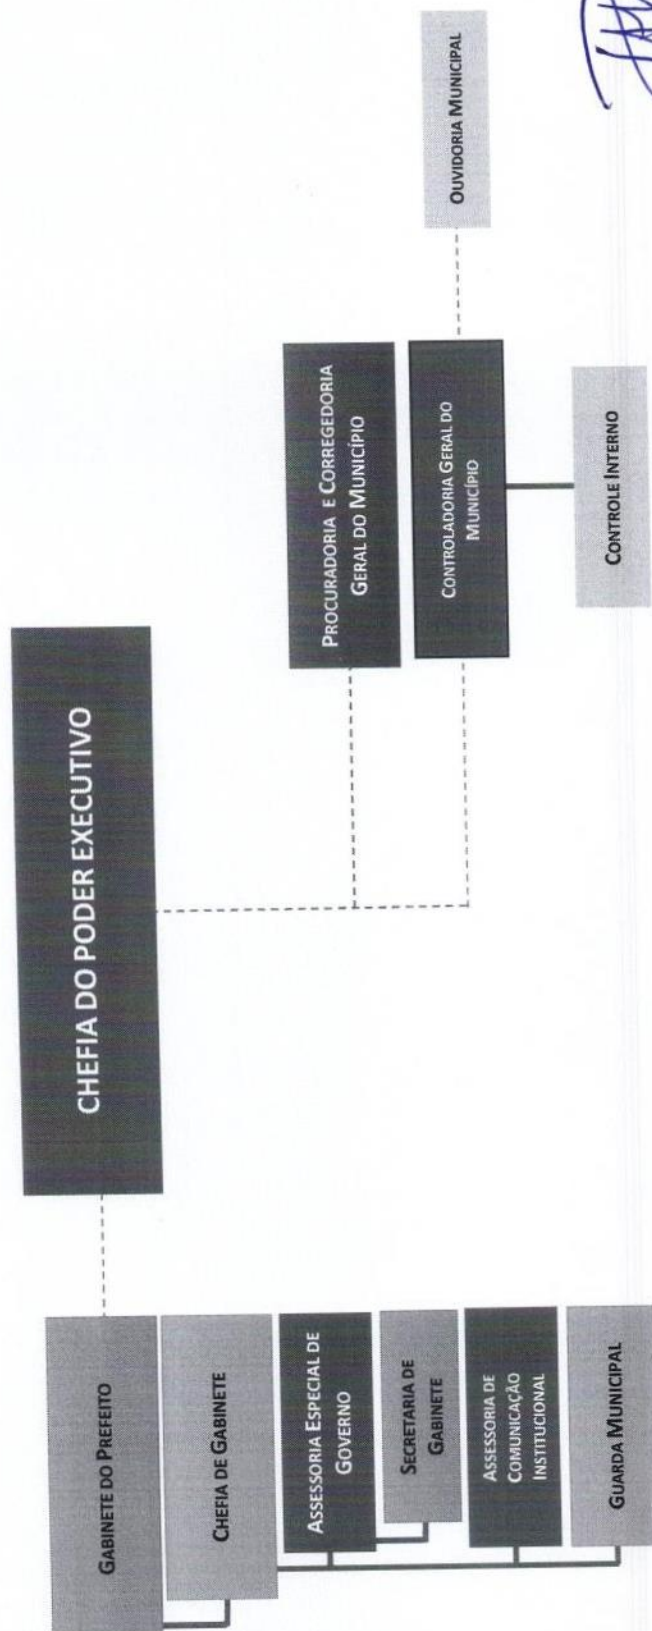 CHEFIA DO PODER EXECUTIVO
GABINETE DO PREFEITO
CHEFIA DE GABINETE
ASSESSORIA ESPECIAL DE
GOVERNO
SECRETARIA DE
GABINETE
ASSESSORIA DE
COMUNICAÇÃO
INSTITUCIONAL
GUARDA MUNICIPAL
PROCURADORIA E CORREGEDORIA
GERAL DO MUNICÍPIO
CONTROLADORIA GERAL DO
MUNICÍPIO
OUVIDORIA MUNICIPAL
CONTROLE INTERNO